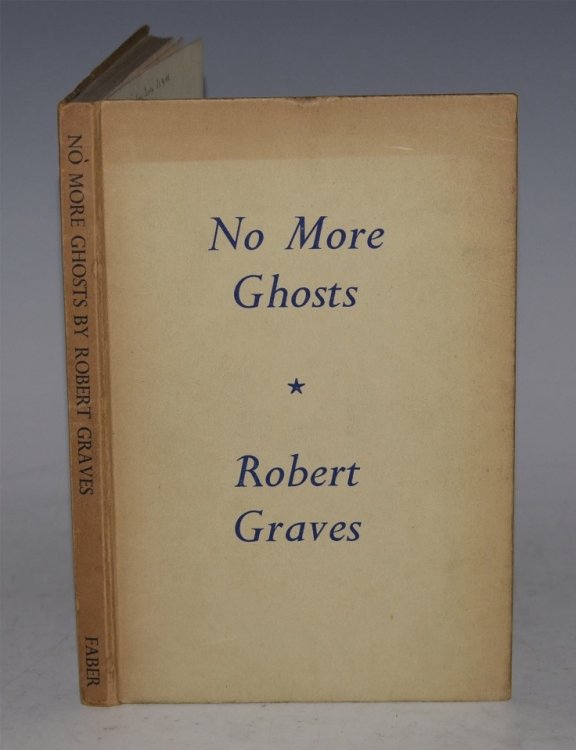 NO MORE GHOSTS BY ROBERT GRAVES
FABER
No More
Ghosts
★
Robert
Graves